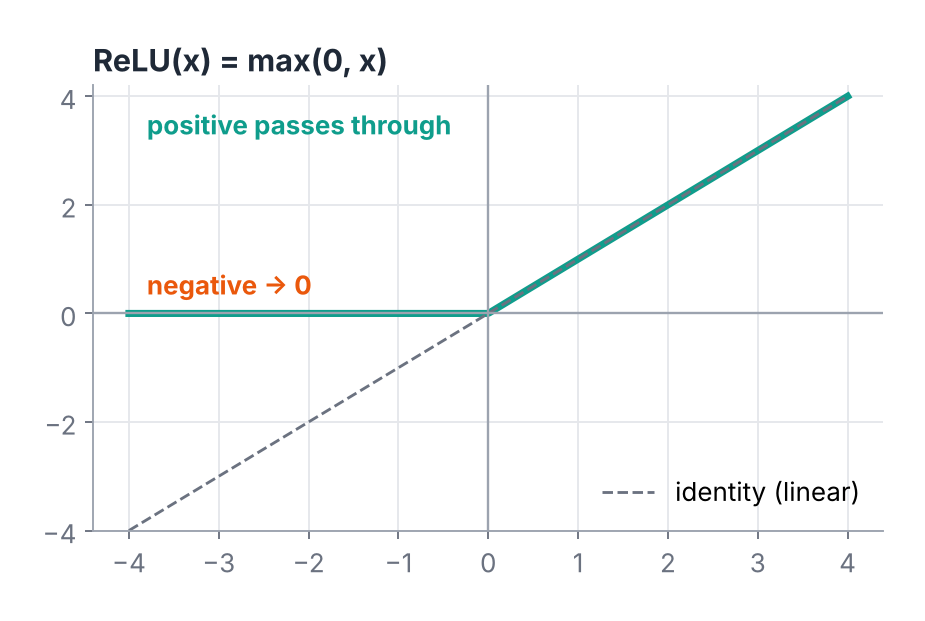 ReLU(x) = max(0, x)
4
positive passes through
2
negative → 0
0
−2
identity (linear)
−4
−4 −3 −2 −1 0 1 2 3 4